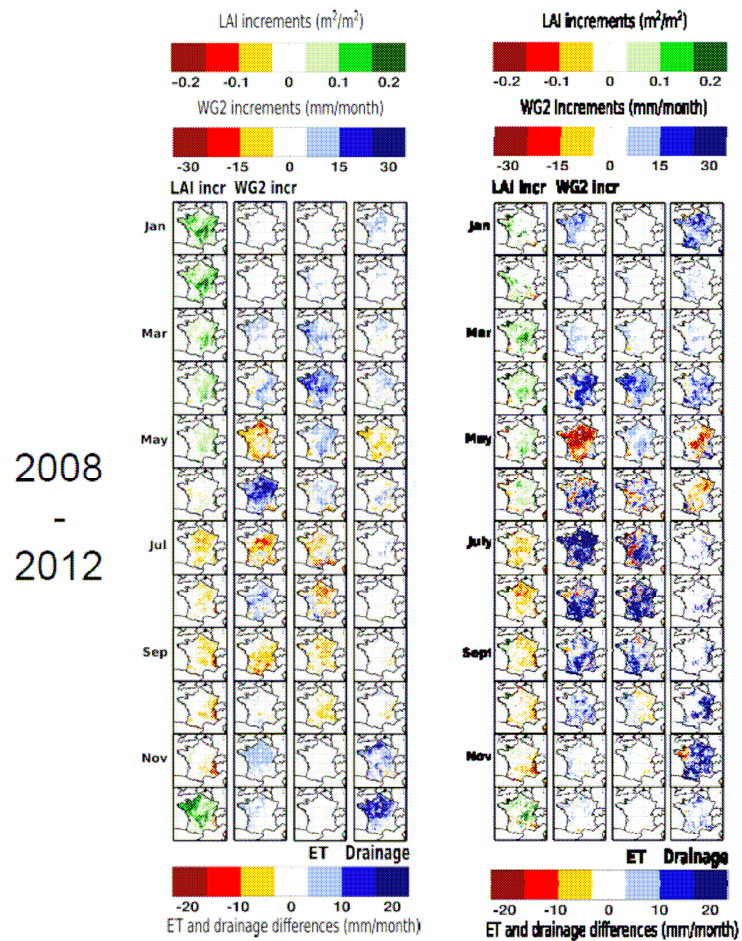 LAI increments (m²/m²)
-0.2 -0.1 0 0.1 0.2
WG2 increments (mm/month)
-30 -15 0 15 30
LAI incr WG2 incr
Jan
Mar
May
Jul
Sep
Nov
ET Drainage
-20 -10 0 10 20
ET and drainage differences (mm/month)
2008
-
2012
LAI increments (m²/m²)
-0.2 -0.1 0 0.1 0.2
WG2 Increments (mm/month)
-30 -15 0 15 30
LAI Incr WG2 Incr
Jan
Mar
May
July
Sept
Nov
ET Drainage
-20 -10 0 10 20
ET and drainage differences (mm/month)